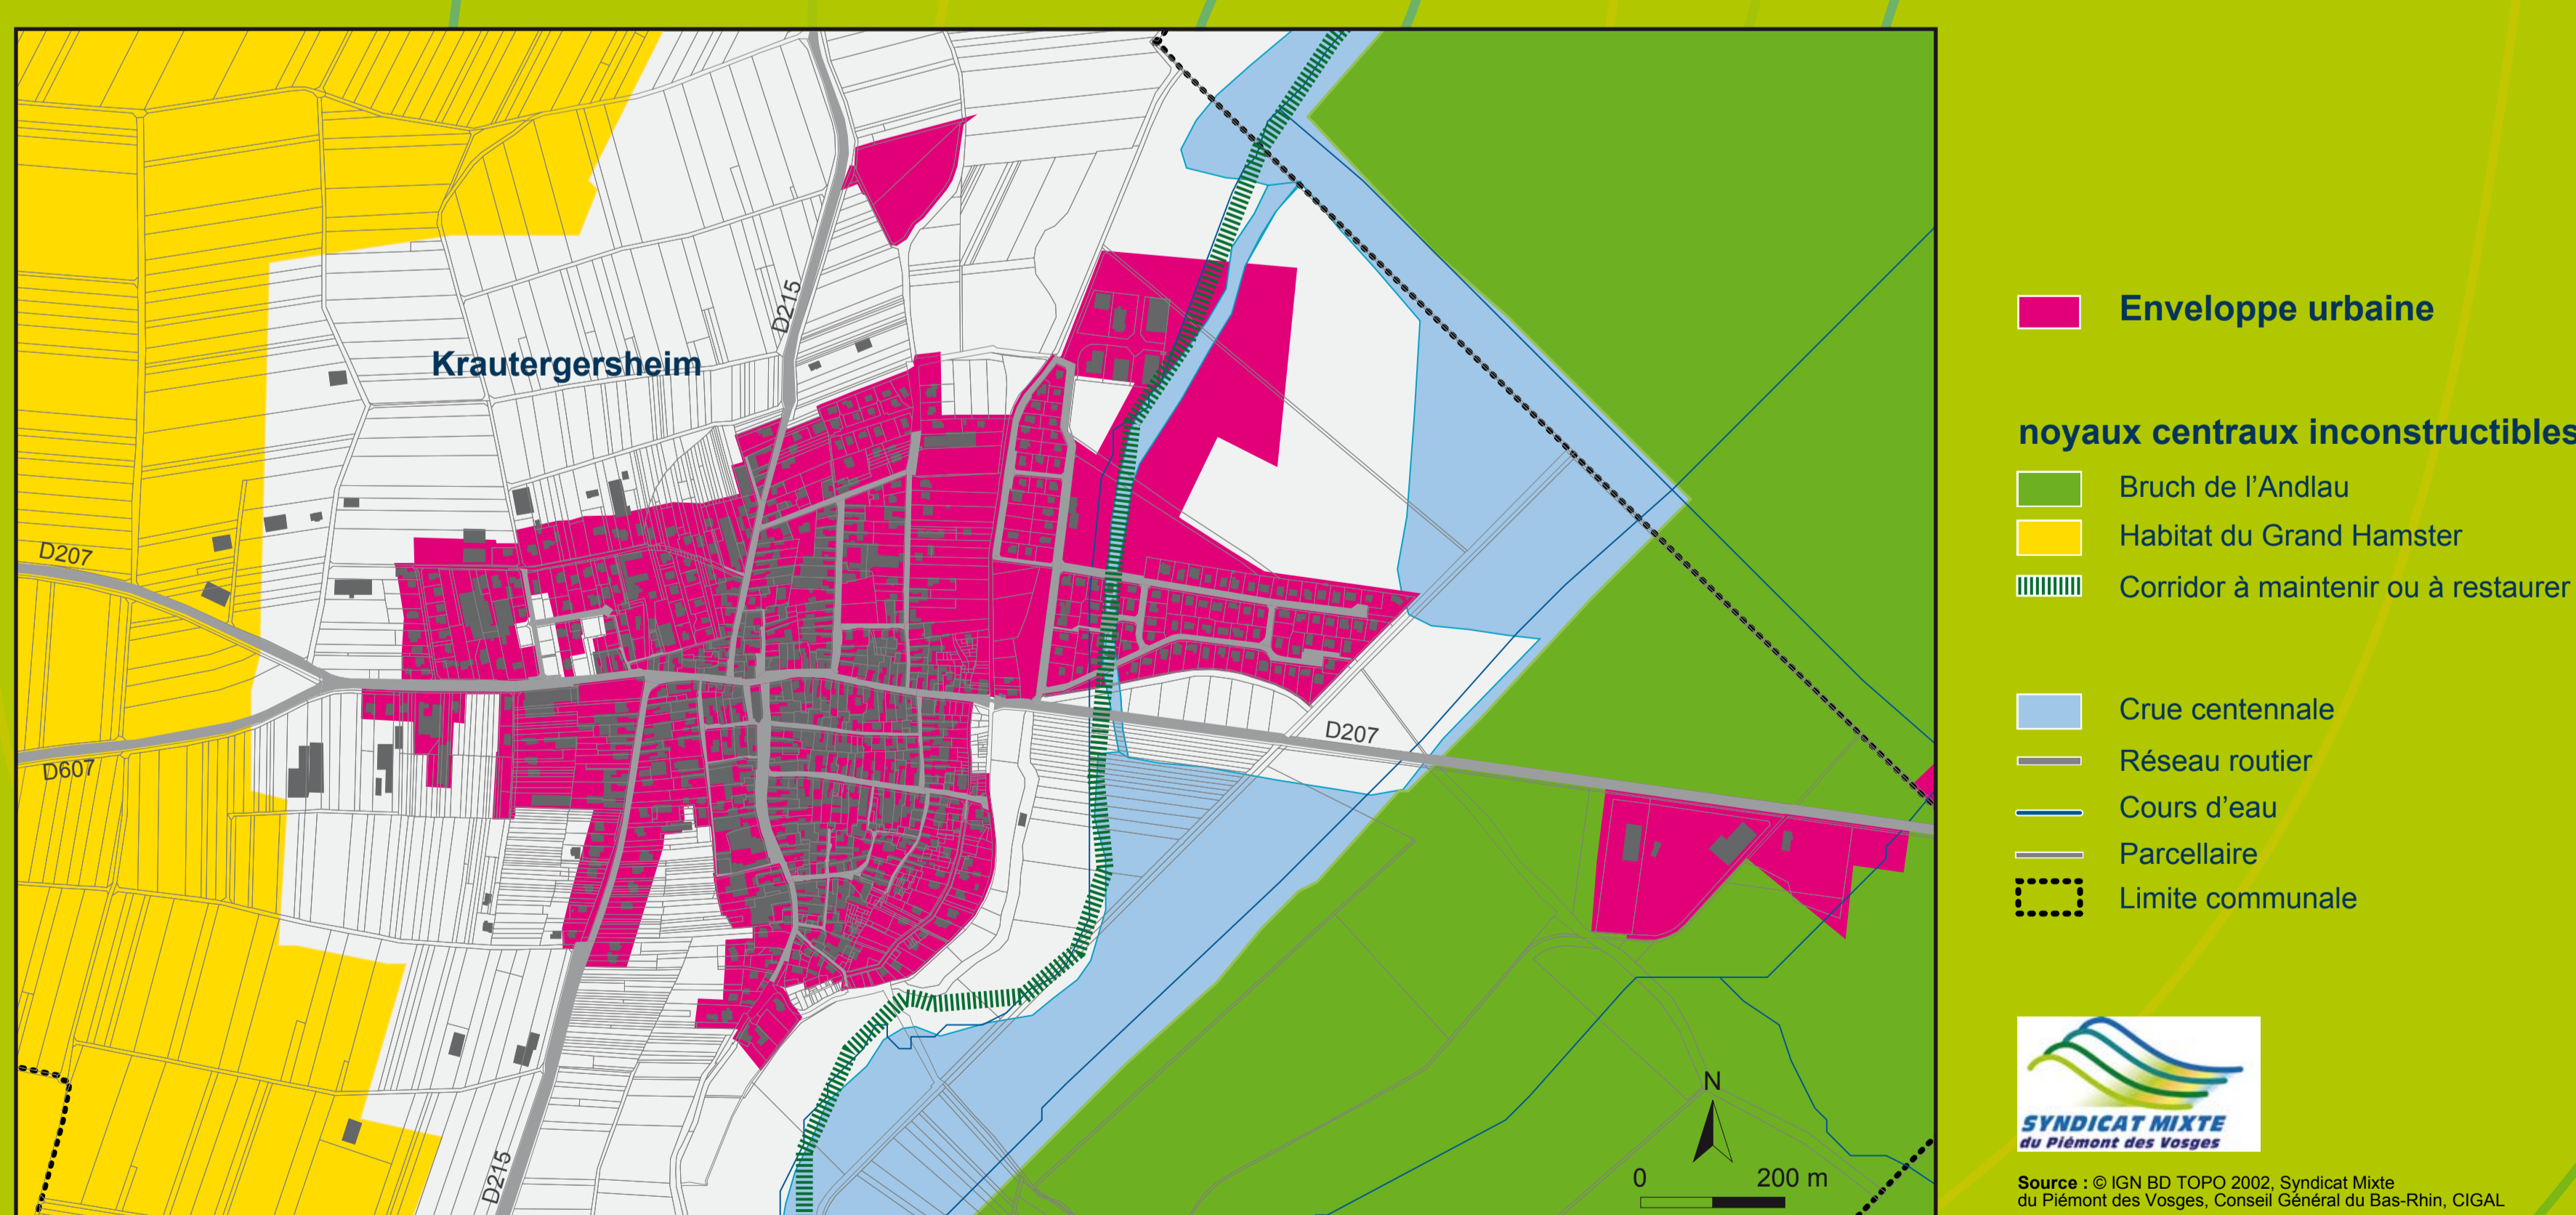 Krautergersheim
D215
D207
D607
D207
D215
N
0 200 m
Enveloppe urbaine
noyaux centraux inconstructibles
Bruch de l'Andlau
Habitat du Grand Hamster
Corridor à maintenir ou à restaurer
Crue centennale
Réseau routier
Cours d'eau
Parcellaire
Limite communale
SYNDICAT MIXTE
du Piémont des Vosges
Source : © IGN BD TOPO 2002, Syndicat Mixte
du Piémont des Vosges, Conseil Général du Bas-Rhin, CIGAL